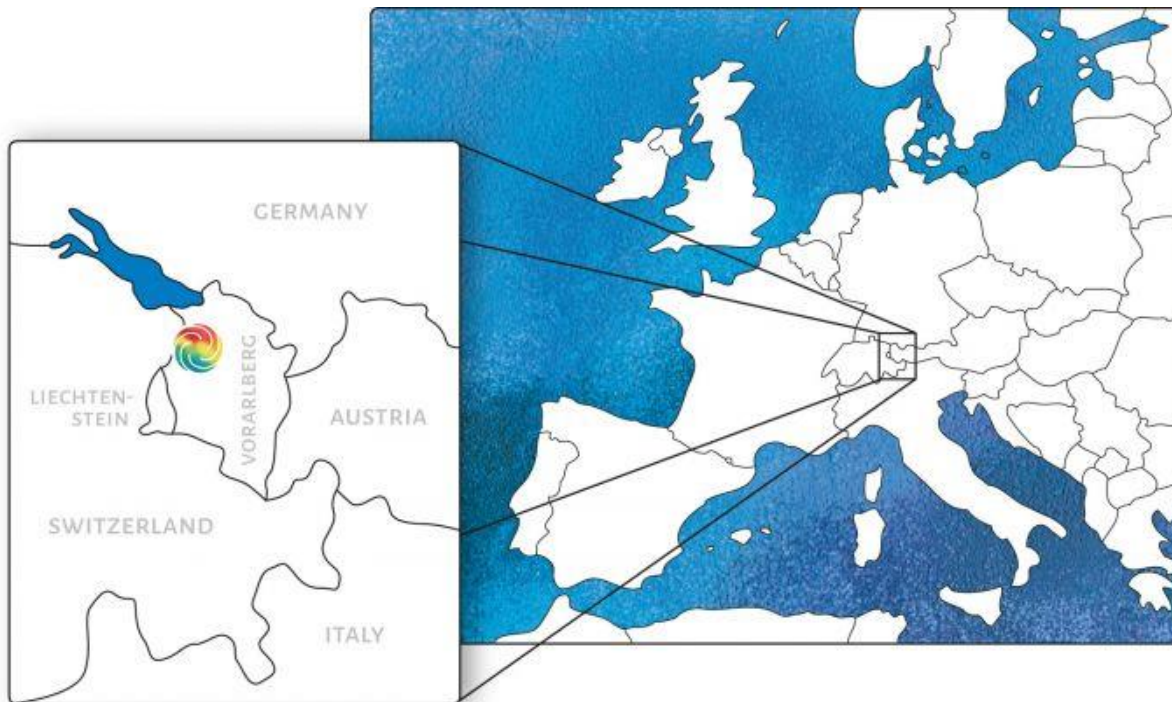 GERMANY
VORARLBERG
LIECHTEN-
STEIN
AUSTRIA
SWITZERLAND
ITALY